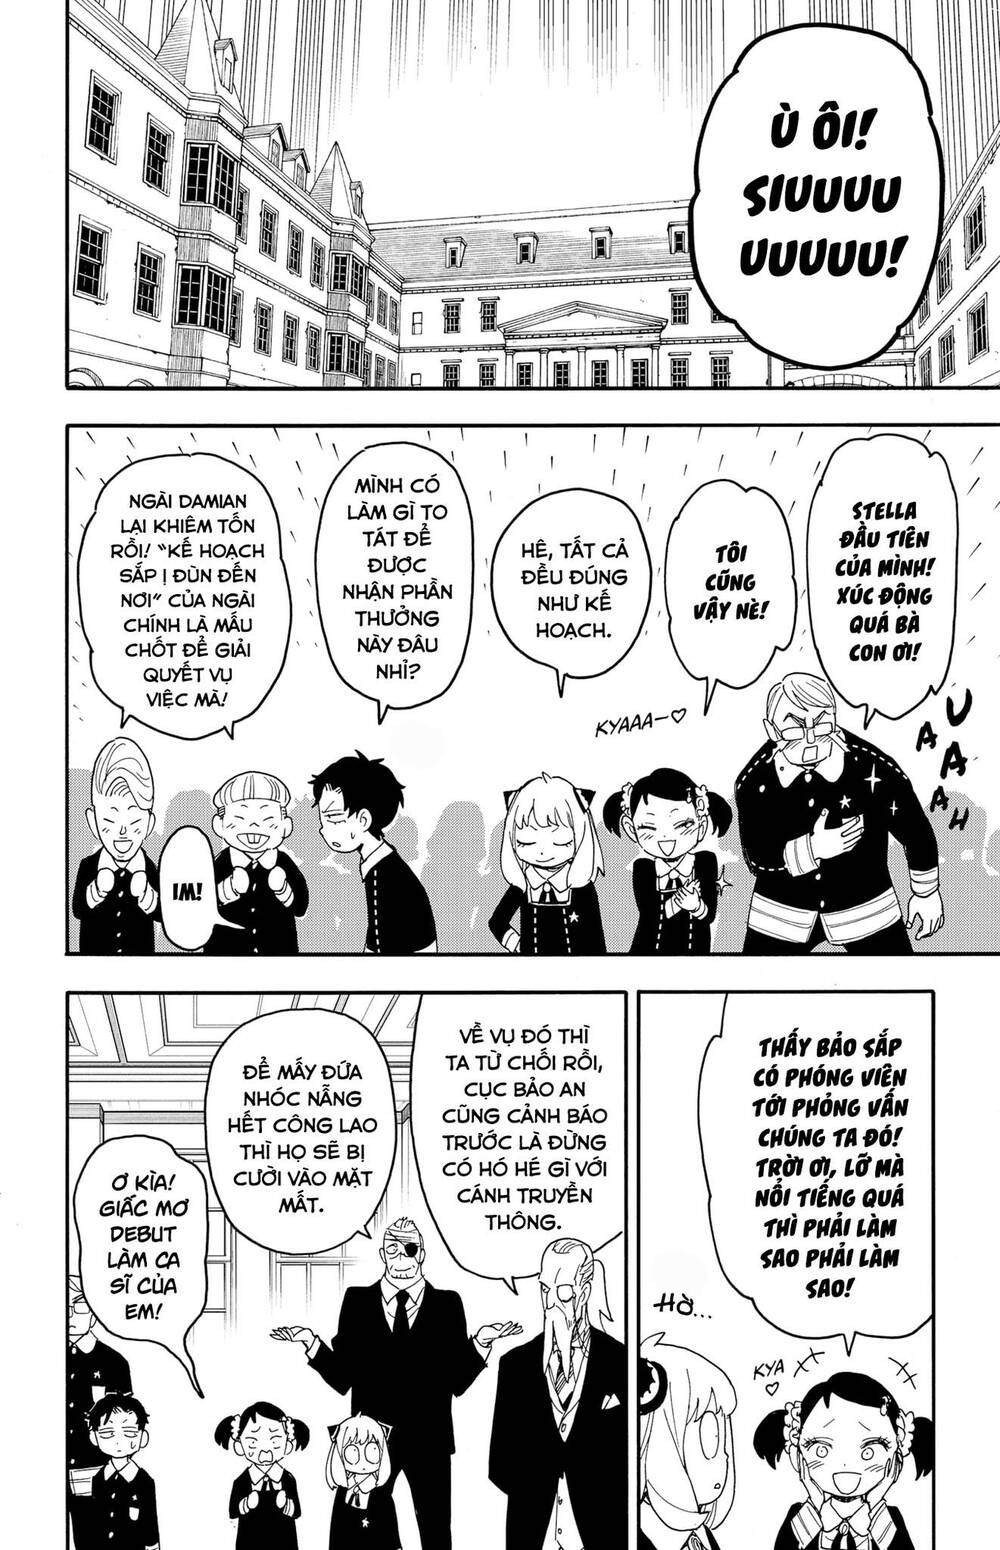 Ù ÔI!
SIUUUU
UUUUU!
STELLA
ĐẦU TIÊN
CỦA MÌNH!
XÚC ĐỘNG
QUÁ BÀ
CON ƠI!
UAAAH
TÔI
CŨNG
VẬY NÈ!
KYAAA~♡
HÊ, TẤT CẢ
ĐỀU ĐÚNG
NHƯ KẾ
HOẠCH.
MÌNH CÓ
LÀM GÌ TO
TÁT ĐỂ
ĐƯỢC
NHẬN PHẦN
THƯỞNG
NÀY ĐÂU
NHỈ?
NGÀI DAMIAN
LẠI KHIÊM TỐN
RỒI! "KẾ HOẠCH
SẮP Ị ĐÙN ĐẾN
NƠI" CỦA NGÀI
CHÍNH LÀ MẤU
CHỐT ĐỂ GIẢI
QUYẾT VỤ
VIỆC MÀ!
IM!
THẤY BẢO SẮP
CÓ PHÓNG VIÊN
TỚI PHỎNG VẤN
CHÚNG TA ĐÓ!
TRỜI ƠI, LỠ MÀ
NỔI TIẾNG QUÁ
THÌ PHẢI LÀM
SAO PHẢI LÀM
SAO!
HỜ...
KYA
♡
VỀ VỤ ĐÓ THÌ
TA TỪ CHỐI RỒI,
CỤC BẢO AN
CŨNG CẢNH BÁO
TRƯỚC LÀ ĐỪNG
CÓ HÓ HÉ GÌ VỚI
CÁNH TRUYỀN
THÔNG.
ĐỂ MẤY ĐỨA
NHÓC NẪNG
HẾT CÔNG LAO
THÌ HỌ SẼ BỊ
CƯỜI VÀO MẶT
MẤT.
Ơ KÌA!
GIẤC MƠ
DEBUT
LÀM CA
SĨ CỦA
EM!